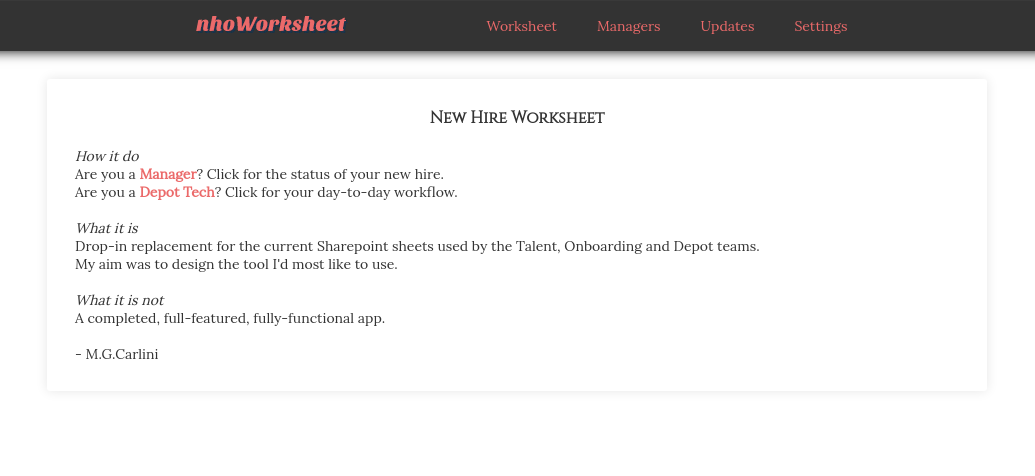 nhoWorksheet
Worksheet Managers Updates Settings
New Hire Worksheet
How it do
Are you a Manager? Click for the status of your new hire.
Are you a Depot Tech? Click for your day-to-day workflow.
What it is
Drop-in replacement for the current Sharepoint sheets used by the Talent, Onboarding and Depot teams.
My aim was to design the tool I'd most like to use.
What it is not
A completed, full-featured, fully-functional app.
- M.G.Carlini